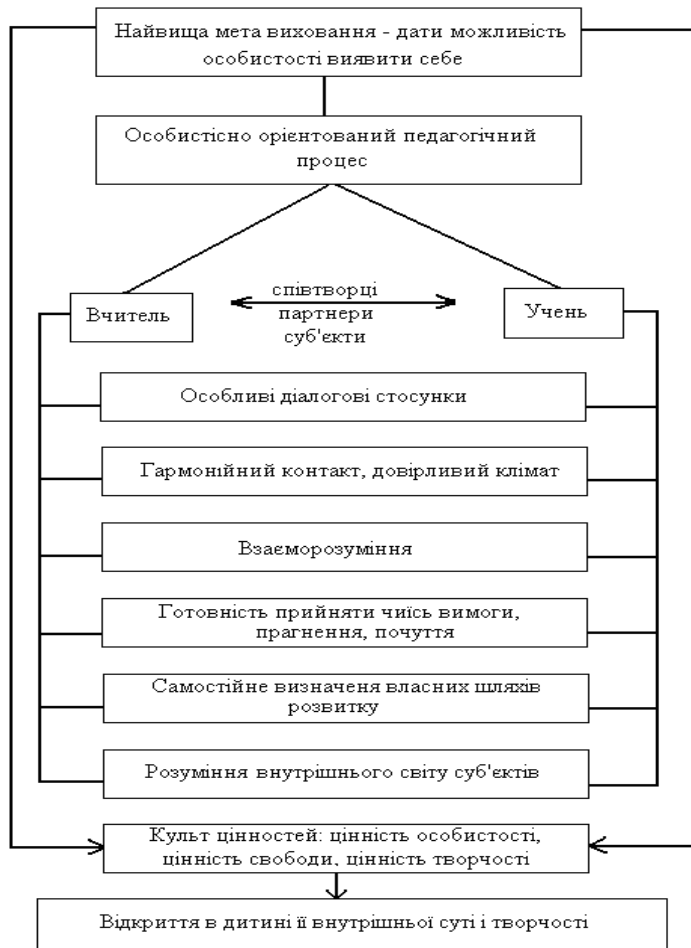 Найвища мета виховання - дати можливість
особистості виявити себе
Особистісно орієнтований педагогічний
процес
Вчитель
співтворці
партнери
суб'єкти
Учень
Особливі діалогові стосунки
Гармонійний контакт, довірливий клімат
Взаєморозуміння
Готовність прийняти чиїсь вимоги,
прагнення, почуття
Самостійне визначеня власних шляхів
розвитку
Розуміння внутрішнього світу суб'єктів
Культ цінностей: цінність особистості,
цінність свободи, цінність творчості
Відкриття в дитині її внутрішньої суті і творчості